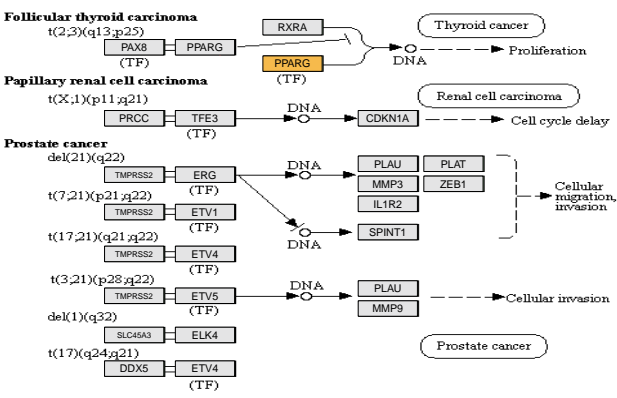 Follicular thyroid carcinoma
t(2;3)(q13;p25)
PAX8 PPARG
(TF)
RXRA
PPARG
(TF)
DNA
Thyroid cancer
Proliferation
Papillary renal cell carcinoma
t(X;1)(p11;q21)
PRCC TFE3
(TF)
DNA
CDKN1A
Renal cell carcinoma
Cell cycle delay
Prostate cancer
del(21)(q22)
TMPRSS2 ERG
(TF)
DNA
PLAU PLAT
MMP3 ZEB1
IL1R2
Cellular
migration,
invasion
t(7;21)(p21;q22)
TMPRSS2 ETV1
(TF)
DNA
SPINT1
t(17;21)(q21;q22)
TMPRSS2 ETV4
(TF)
t(3;21)(p28;q22)
TMPRSS2 ETV5
(TF)
DNA
PLAU
MMP9
Cellular invasion
del(1)(q32)
SLC45A3 ELK4
t(17)(q24;q21)
DDX5 ETV4
(TF)
Prostate cancer